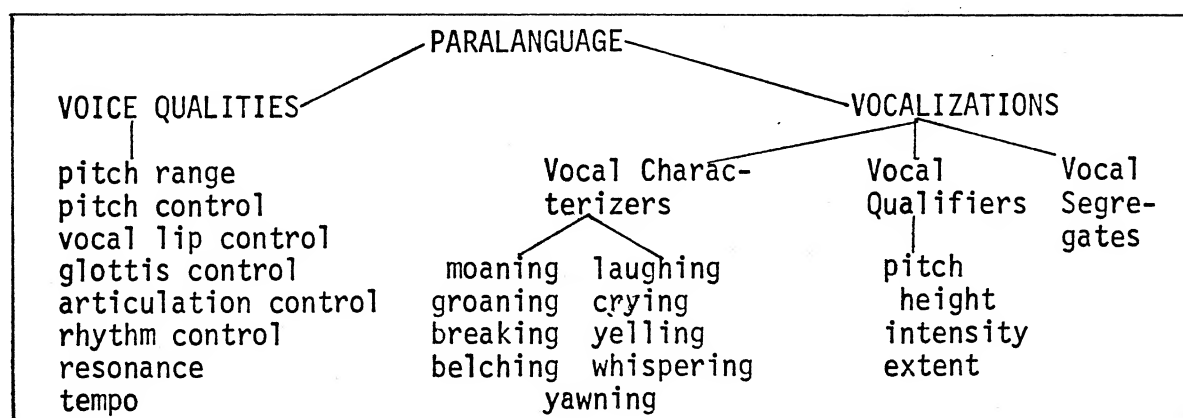 PARALANGUAGE
VOICE QUALITIES VOCALIZATIONS
pitch range Vocal Charac- Vocal Vocal
pitch control terizers Qualifiers Segre-
vocal lip control gates
glottis control moaning laughing pitch
articulation control groaning crying height
rhythm control breaking yelling intensity
resonance belching whispering extent
tempo yawning